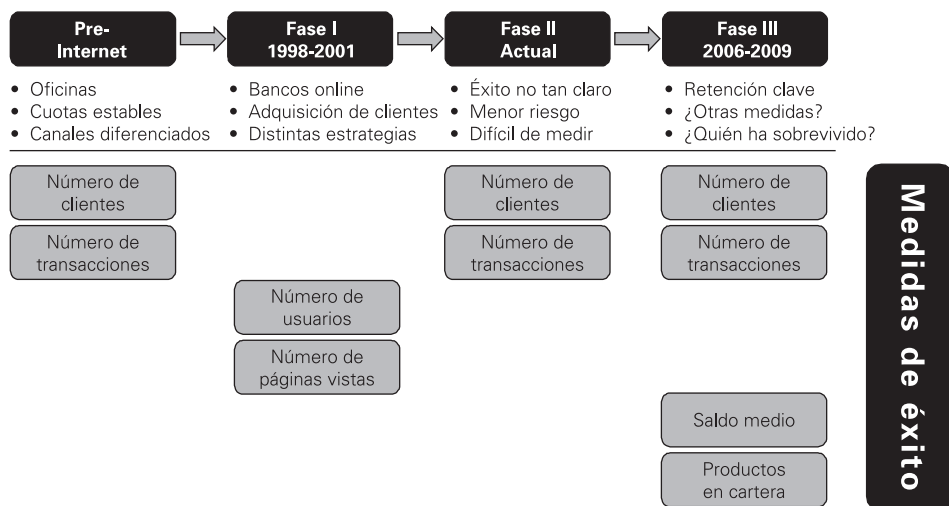 Pre-
Internet
Fase I
1998-2001
Fase II
Actual
Fase III
2006-2009
• Oficinas
• Cuotas estables
• Canales diferenciados
• Bancos online
• Adquisición de clientes
• Distintas estrategias
• Éxito no tan claro
• Menor riesgo
• Difícil de medir
• Retención clave
• ¿Otras medidas?
• ¿Quién ha sobrevivido?
Número de
clientes
Número de
transacciones
Número de
usuarios
Número de
páginas vistas
Número de
clientes
Número de
transacciones
Número de
clientes
Número de
transacciones
Saldo medio
Productos
en cartera
Medidas de éxito